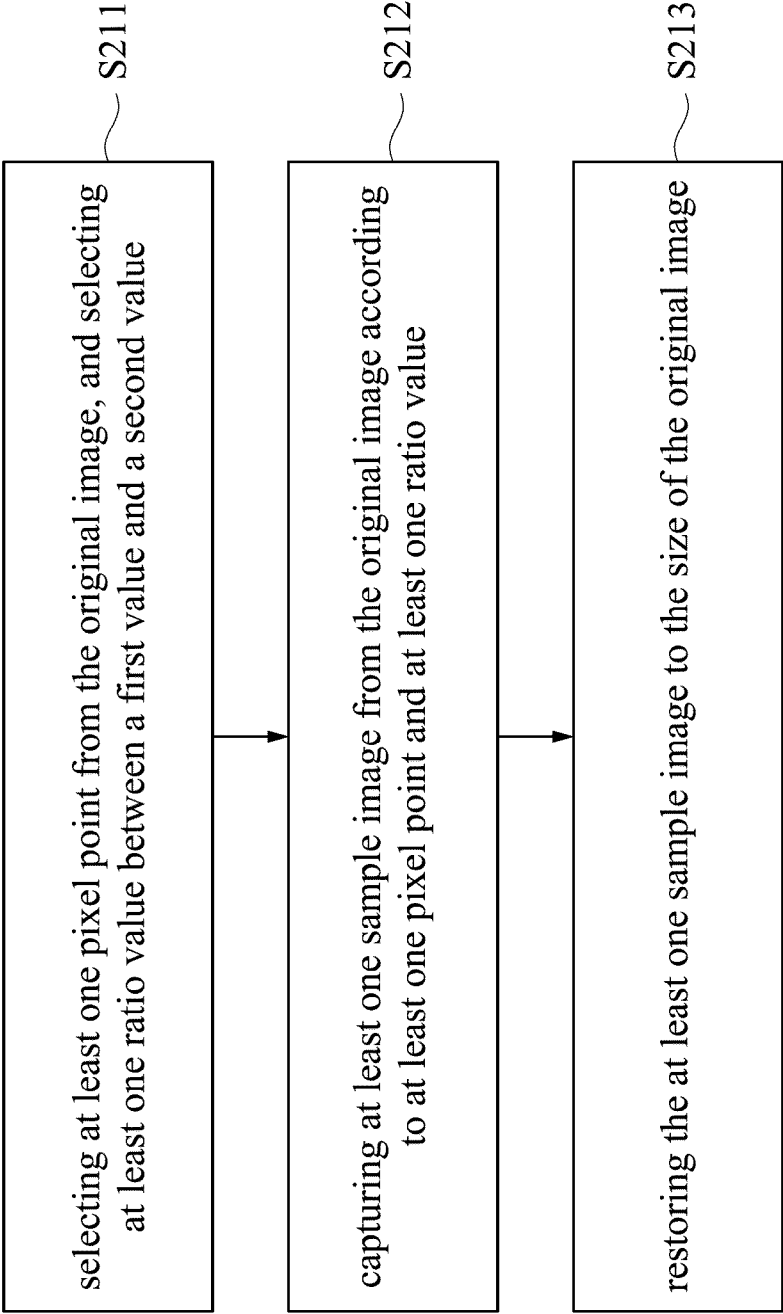 selecting at least one pixel point from the original image, and selecting
at least one ratio value between a first value and a second value
S211
capturing at least one sample image from the original image according
to at least one pixel point and at least one ratio value
S212
restoring the at least one sample image to the size of the original image
S213